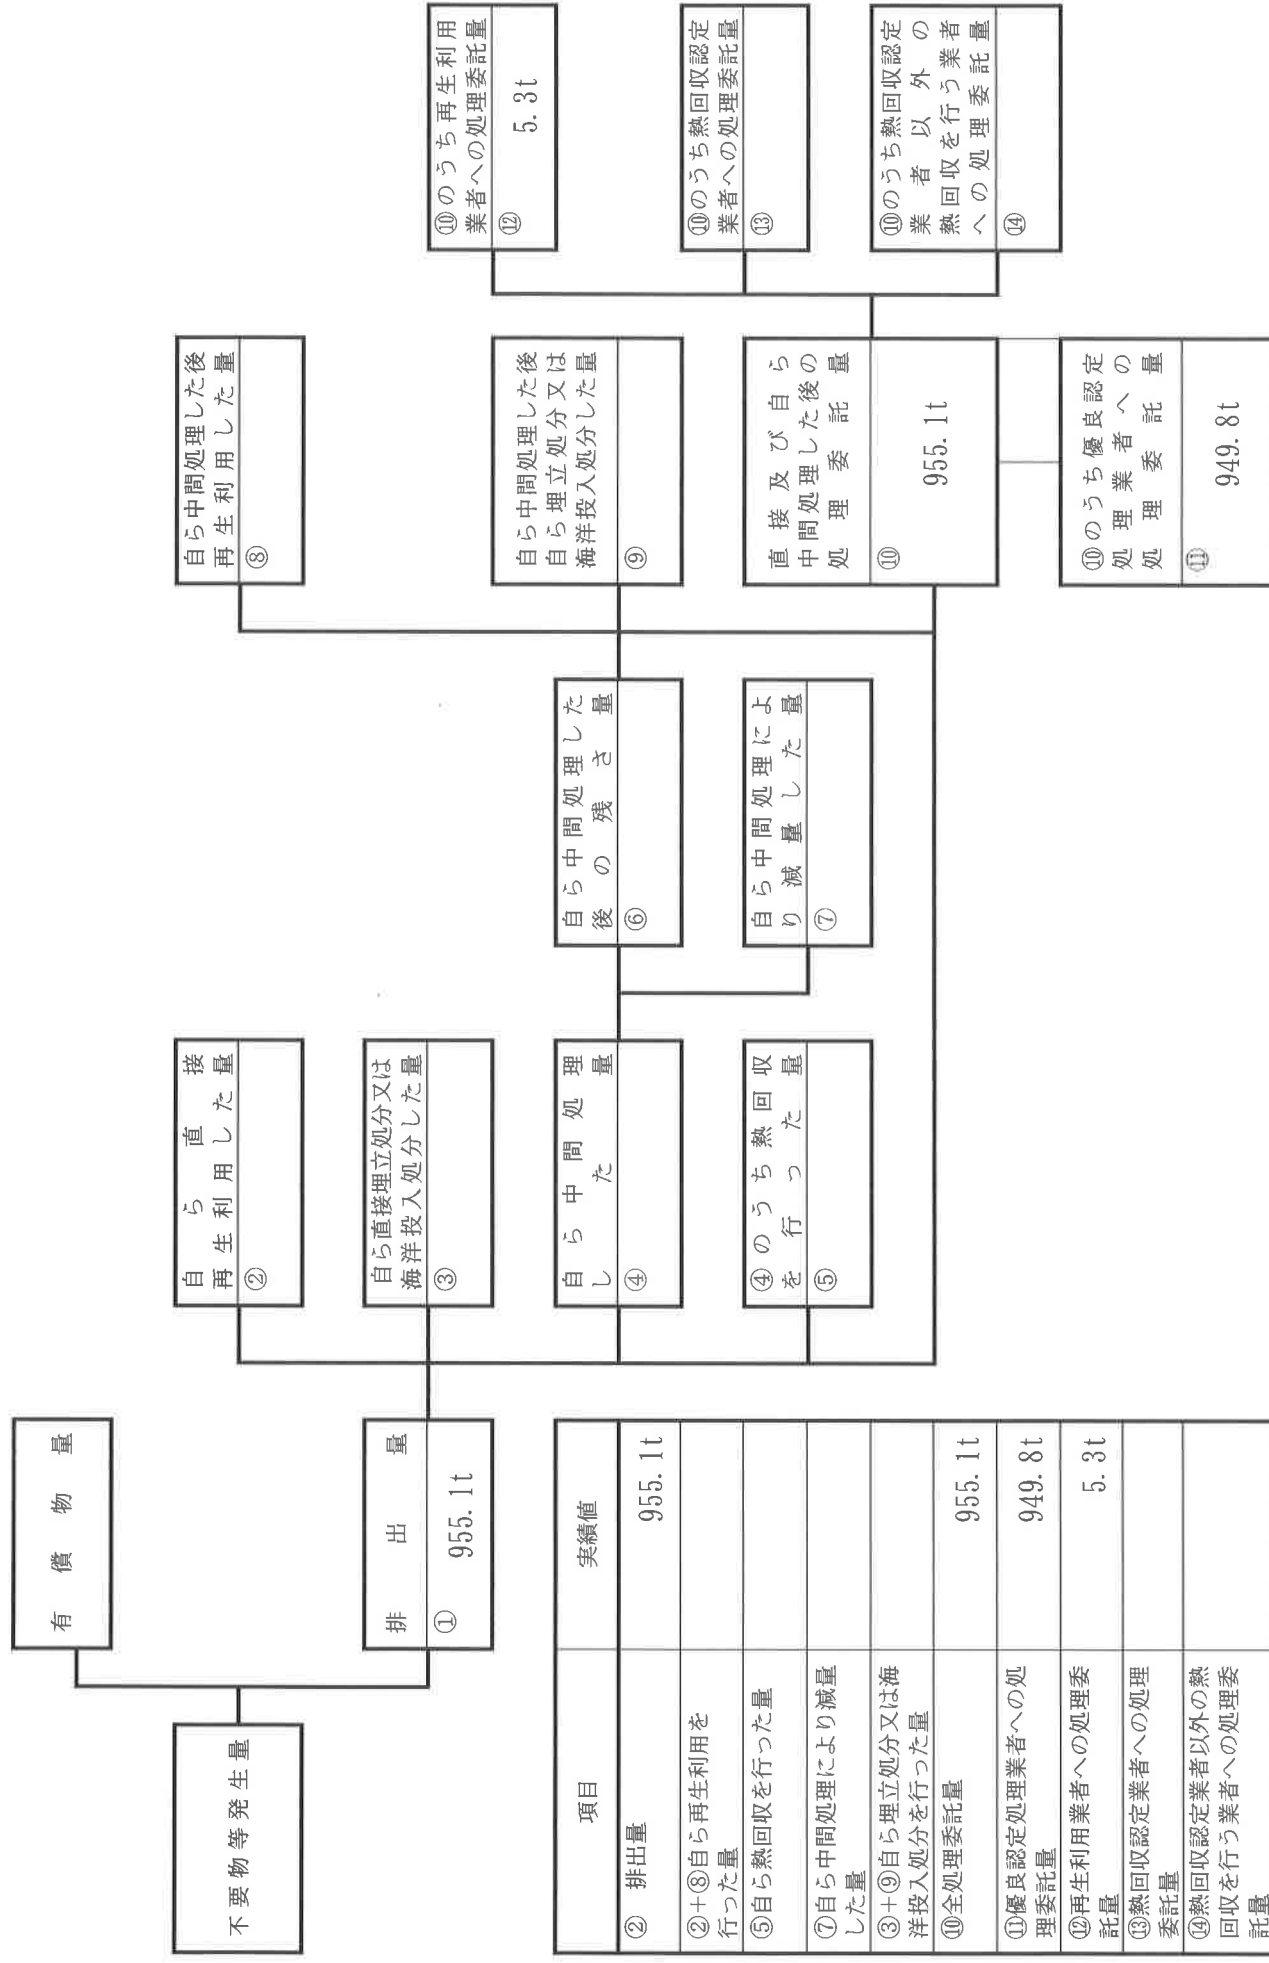 不要物等発生量
有償物量
排出量
① 955.1t
自ら直接
再生利用した量
②
自ら直接埋立処分又は
海洋投入処分した量
③
自ら中間処理
した量
④
④のうち熱回収
を行った量
⑤
自ら中間処理した
後の残さ量
⑥
自ら中間処理によ
り減量した量
⑦
自ら中間処理した後
再生利用した量
⑧
自ら中間処理した後
自ら埋立処分又は
海洋投入処分した量
⑨
直接及び自ら
中間処理した後の
処理委託量
⑩ 955.1t
⑩のうち優良認定
処理業者への
処理委託量
⑪ 949.8t
⑩のうち再生利用
業者への処理委託量
⑫ 5.3t
⑩のうち熱回収認定
業者への処理委託量
⑬
⑩のうち熱回収認定
業者以外の
熱回収を行う業者
への処理委託量
⑭
項目 実績値
② 排出量 955.1t
②+⑧自ら再生利用を
行った量
⑤自ら熱回収を行った量
⑦自ら中間処理により減量
した量
③+⑨自ら埋立処分又は海
洋投入処分を行った量
⑩全処理委託量 955.1t
⑪優良認定処理業者への処
理委託量 949.8t
⑫再生利用業者への処理委
託量 5.3t
⑬熱回収認定業者への処理
委託量
⑭熱回収認定業者以外の熱
回収を行う業者への処理委
託量